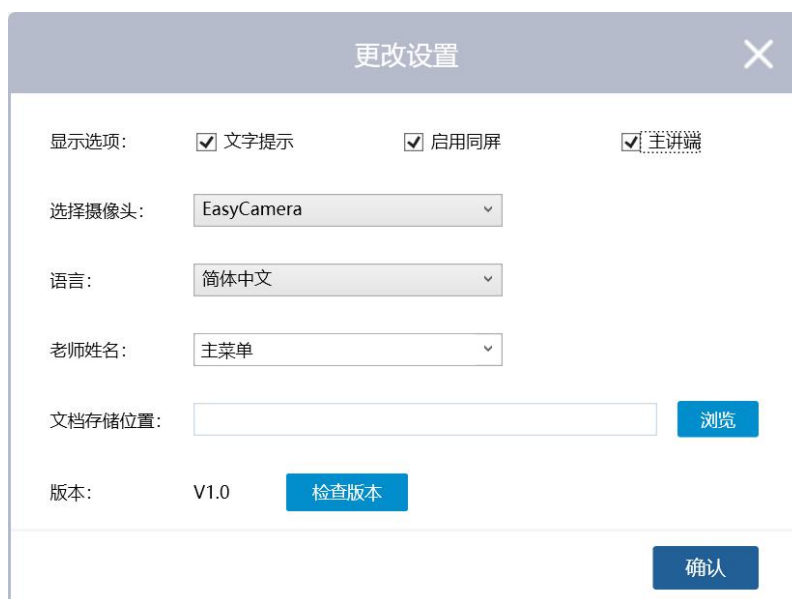 更改设置
显示选项： 文字提示 启用同屏 主讲端
选择摄像头： EasyCamera
语言： 简体中文
老师姓名： 主菜单
文档存储位置： 浏览
版本： V1.0 检查版本
确认